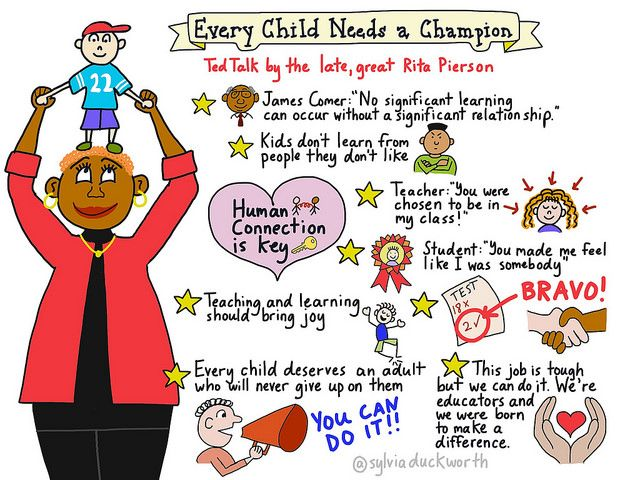 Every Child Needs a Champion
Ted Talk by the late, great Rita Pierson
22
James Comer: "No significant learning
can occur without a significant relationship."
Kids don't learn from
people they don't like
Human
Connection
is key
Teacher: "You were
chosen to be in
my class!"
Student: "You made me feel
like I was somebody"
Teaching and learning
should bring joy
TEST
18x
2✓
BRAVO!
Every child deserves an adult
who will never give up on them
YOU CAN
DO IT!!
This job is tough
but we can do it. We're
educators and
we were born
to make a
difference.
@sylviaduckworth